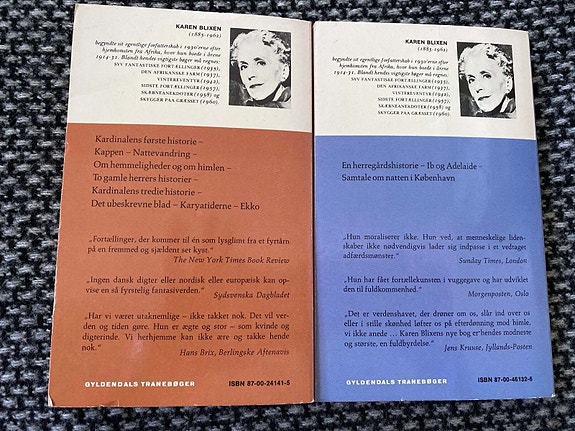 KAREN BLIXEN
(1885-1962)
begyndte sit egentlige forfatterskab i 1930'erne efter
hjemkomsten fra Afrika, hvor hun boede i årene
1914-31. Blandt hendes vigtigste bøger må regnes:
SYV FANTASTISKE FORTÆLLINGER (1935),
DEN AFRIKANSKE FARM (1937),
VINTEREVENTYR (1942),
SIDSTE FORTÆLLINGER (1957),
SKÆBNEANEKDOTER (1958) og
SKYGGER PAA GRÆSSET (1960).
Kardinalens første historie –
Kappen – Nattevandring –
Om hemmeligheder og om himlen –
To gamle herrers historier –
Kardinalens tredie historie –
Det ubeskrevne blad – Karyatiderne – Ekko
„Fortællinger, der kommer til én som lysglimt fra et fyrtårn
på en fremmed og sjældent ser kyst.“
The New York Times Book Review
„Ingen dansk digter eller nordisk eller europæisk kan op-
vise en så fyrstelig fantasiverden.“
Sydsvenska Dagbladet
„Har vi været utaknemlige – ikke takket nok. Det vil ver-
den og tiden gøre. Hun er ægte og stor – som kvinde og
digterinde. Vi herhjemme kan ikke ære og takke hende
nok.“
Hans Brix, Berlingske Aftenavis
GYLDENDALS TRANEBØGER
ISBN 87-00-24141-5
KAREN BLIXEN
(1885-1962)
begyndte sit egentlige forfatterskab i 1930'erne efter
hjemkomsten fra Afrika, hvor hun boede i årene
1914-31. Blandt hendes vigtigste bøger må regnes:
SYV FANTASTISKE FORTÆLLINGER (1935),
DEN AFRIKANSKE FARM (1937),
VINTEREVENTYR (1942),
SIDSTE FORTÆLLINGER (1957),
SKÆBNEANEKDOTER (1958) og
SKYGGER PAA GRÆSSET (1960).
En herregårdshistorie – Ib og Adelaide –
Samtale om natten i København
„Hun moraliserer ikke. Hun ved, at menneskelige liden-
skaber ikke nødvendigvis lader sig indpasse i et vedtaget
adfærdsmønster.“
Sunday Times, London
„Hun har fået fortællekunsten i vuggegave og har udviklet
den til fuldkommenhed.“
Morgenposten, Oslo
„Det er verdenshavet, der drøner om os, slår ind over os
eller i stille skønhed løfter os på efterdønning mod himle,
vi ikke anede ... Karen Blixens nye bog er hendes modneste
og største, en fuldbyrdelse.“
Jens Kruuse, Jyllands-Posten
GYLDENDALS TRANEBØGER
ISBN 87-00-46132-6